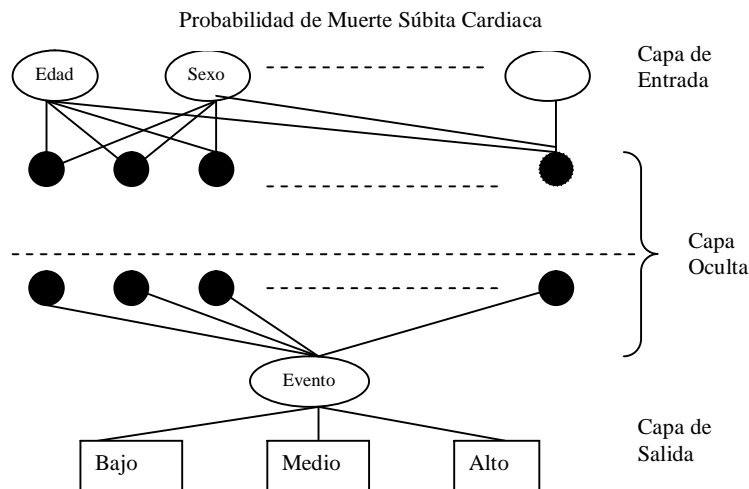 Probabilidad de Muerte Súbita Cardiaca
Edad
Sexo
Capa de
Entrada
Capa
Oculta
Evento
Capa de
Salida
Bajo
Medio
Alto